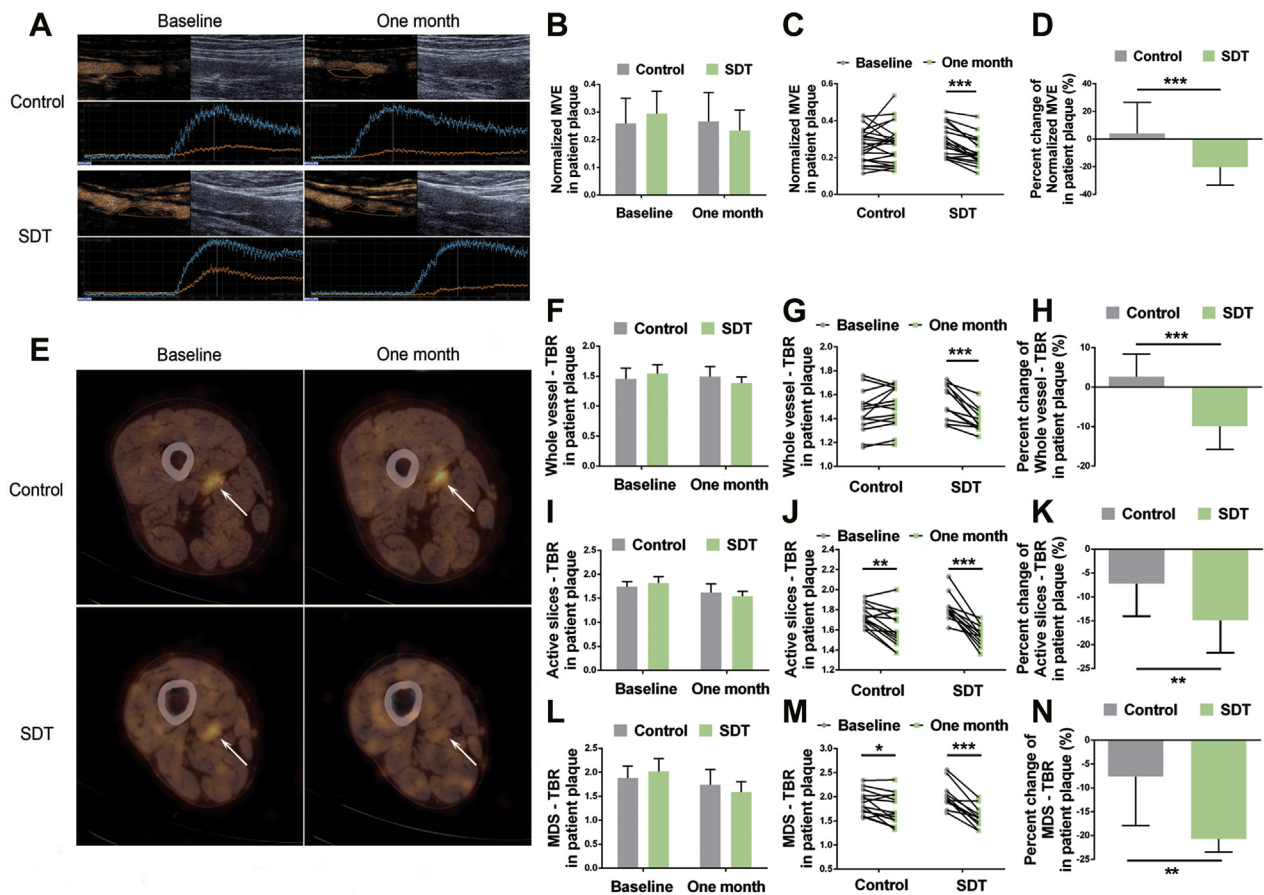 A
Baseline
One month
Control
SDT
B
Control
SDT
Normalized MVE
in patient plaque
0.4
0.3
0.2
0.1
0.0
Baseline
One month
C
Baseline
One month
Normalized MVE
in patient plaque
0.6
0.4
0.2
0.0
***
Control
SDT
D
Control
SDT
Percent change of
Normalized MVE
in patient plaque (%)
40
20
0
-20
-40
***
E
Baseline
One month
Control
SDT
F
Control
SDT
Whole vessel - TBR
in patient plaque
2.0
1.5
1.0
0.5
0.0
Baseline
One month
G
Baseline
One month
Whole vessel - TBR
in patient plaque
2.0
1.8
1.6
1.4
1.2
1.0
***
Control
SDT
H
Control
SDT
Percent change of
Whole vessel - TBR
in patient plaque (%)
10
0
-10
-20
***
I
Control
SDT
Active slices - TBR
in patient plaque
2.5
2.0
1.5
1.0
0.5
0.0
Baseline
One month
J
Baseline
One month
Active slices - TBR
in patient plaque
2.4
2.2
2.0
1.8
1.6
1.4
1.2
**
***
Control
SDT
K
Control
SDT
Percent change of
Active slices - TBR
in patient plaque (%)
0
-5
-10
-15
-20
-25
**
L
Control
SDT
MDS - TBR
in patient plaque
2.5
2.0
1.5
1.0
0.5
0.0
Baseline
One month
M
Baseline
One month
MDS - TBR
in patient plaque
3.0
2.5
2.0
1.5
1.0
0.5
*
***
Control
SDT
N
Control
SDT
Percent change of
MDS - TBR
in patient plaque (%)
0
-5
-10
-15
-20
-25
**